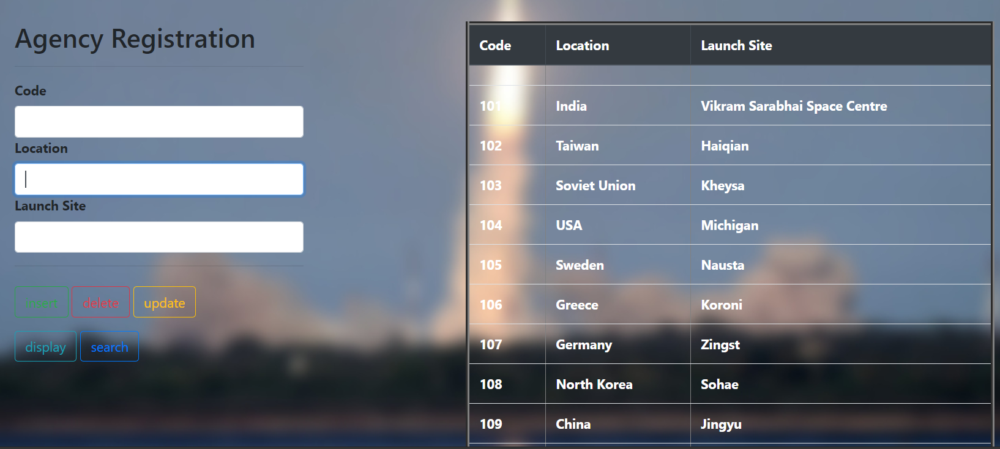 Agency Registration
Code
Location
Launch Site
insert delete update
display search
Code Location Launch Site
101 India Vikram Sarabhai Space Centre
102 Taiwan Haiqian
103 Soviet Union Kheysa
104 USA Michigan
105 Sweden Nausta
106 Greece Koroni
107 Germany Zingst
108 North Korea Sohae
109 China Jingyu